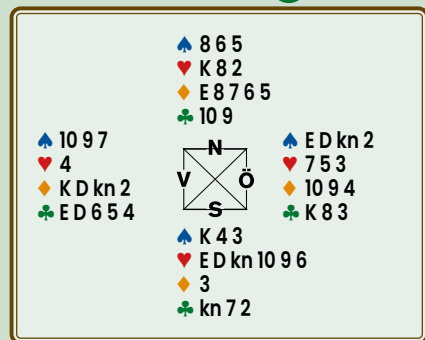 ♠ 8 6 5
♥ K 8 2
♦ E 8 7 6 5
♣ 10 9
♠ 10 9 7
♥ 4
♦ K D kn 2
♣ E D 6 5 4
N
V Ö
S
♠ E D kn 2
♥ 7 5 3
♦ 10 9 4
♣ K 8 3
♠ K 4 3
♥ E D kn 10 9 6
♦ 3
♣ kn 7 2